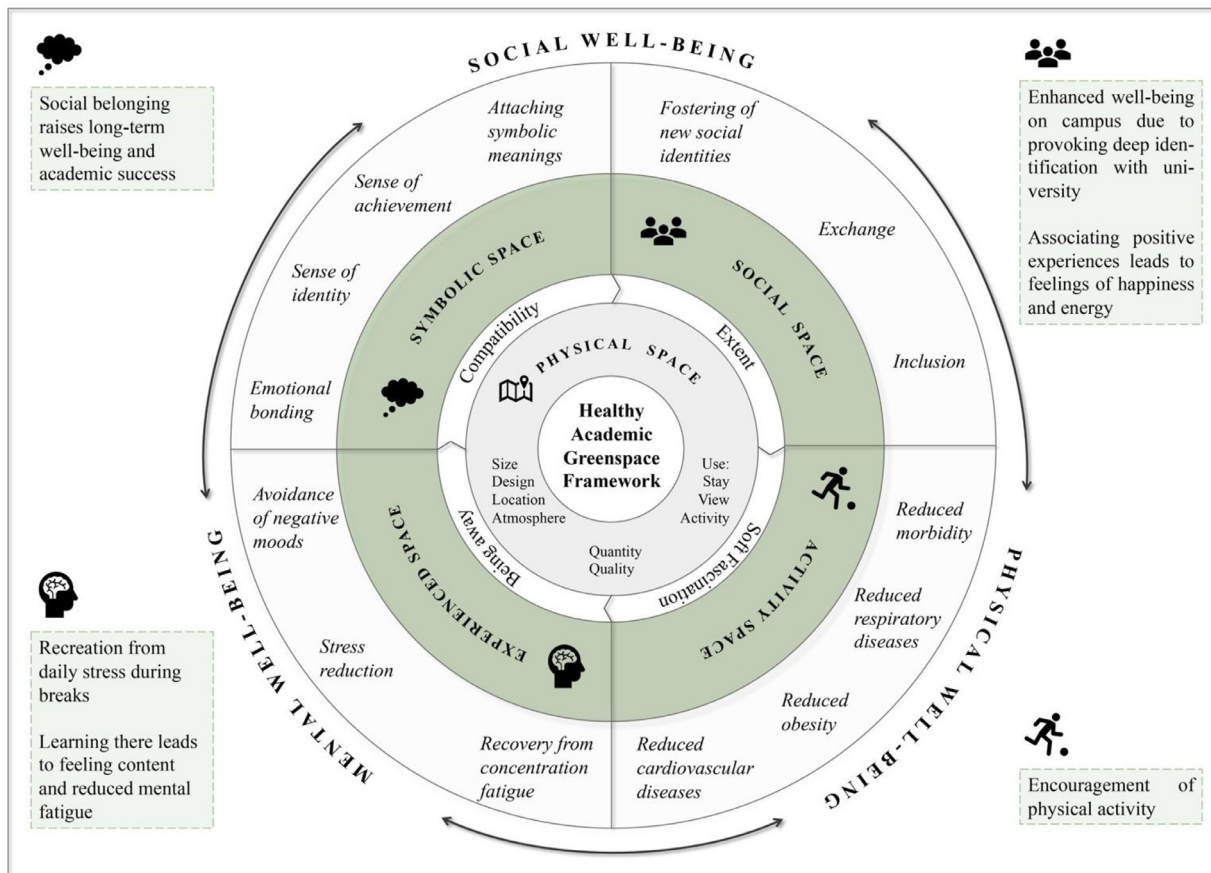 SOCIAL WELL-BEING
Social belonging
raises long-term
well-being and
academic success
Enhanced well-being
on campus due to
provoking deep iden-
tification with uni-
versity
Associating positive
experiences leads to
feelings of happiness
and energy
Attaching
symbolic
meanings
Fostering of
new social
identities
Sense of
achievement
Exchange
Sense of
identity
Inclusion
Emotional
bonding
SYMBOLIC SPACE
SOCIAL SPACE
Compatibility
Extent
PHYSICAL SPACE
Healthy
Academic
Greenspace
Framework
Size
Design
Location
Atmosphere
Use:
Stay
View
Activity
Quantity
Quality
Being away
Soft Fascination
EXPERIENCED SPACE
ACTIVITY SPACE
Avoidance
of negative
moods
Reduced
morbidity
Stress
reduction
Reduced
respiratory
diseases
Reduced
obesity
Recovery from
concentration
fatigue
Reduced
cardiovascular
diseases
MENTAL WELL-BEING
PHYSICAL WELL-BEING
Recreation from
daily stress during
breaks
Learning there leads
to feeling content
and reduced mental
fatigue
Encouragement of
physical activity